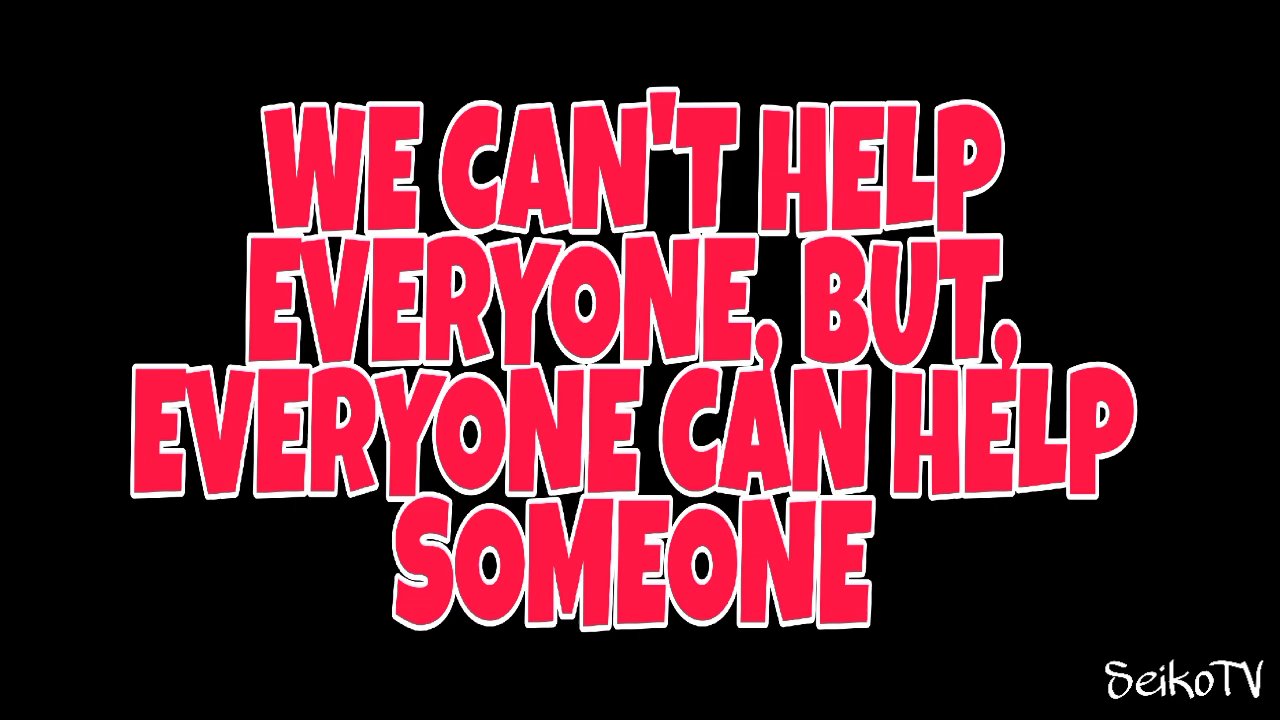 WE CAN'T HELP
EVERYONE, BUT,
EVERYONE CAN HELP
SOMEONE
SeikoTV